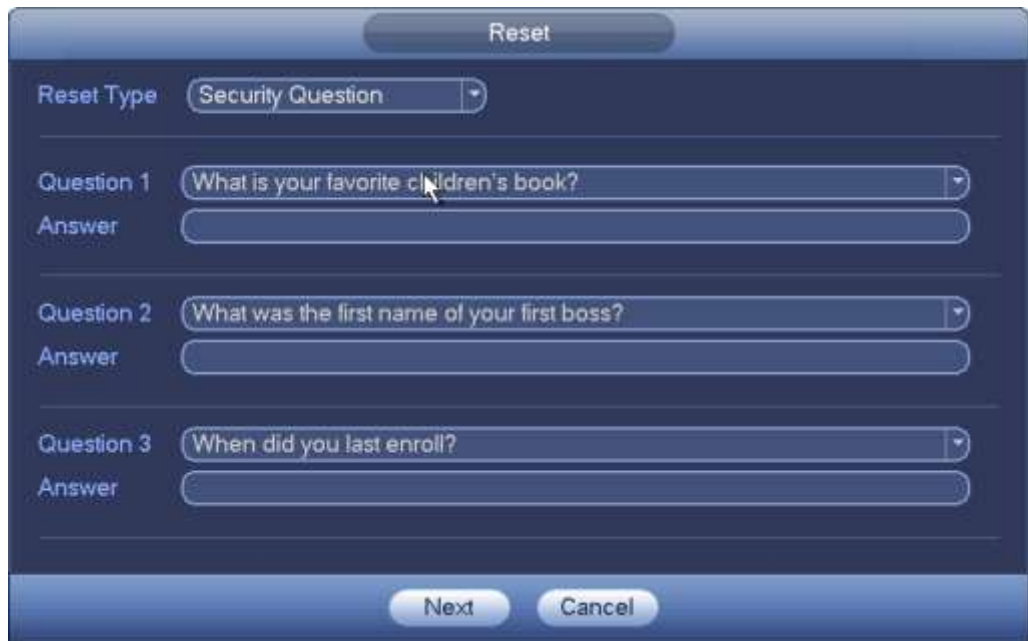 Reset
Reset Type Security Question
Question 1 What is your favorite children's book?
Answer
Question 2 What was the first name of your first boss?
Answer
Question 3 When did you last enroll?
Answer
Next Cancel